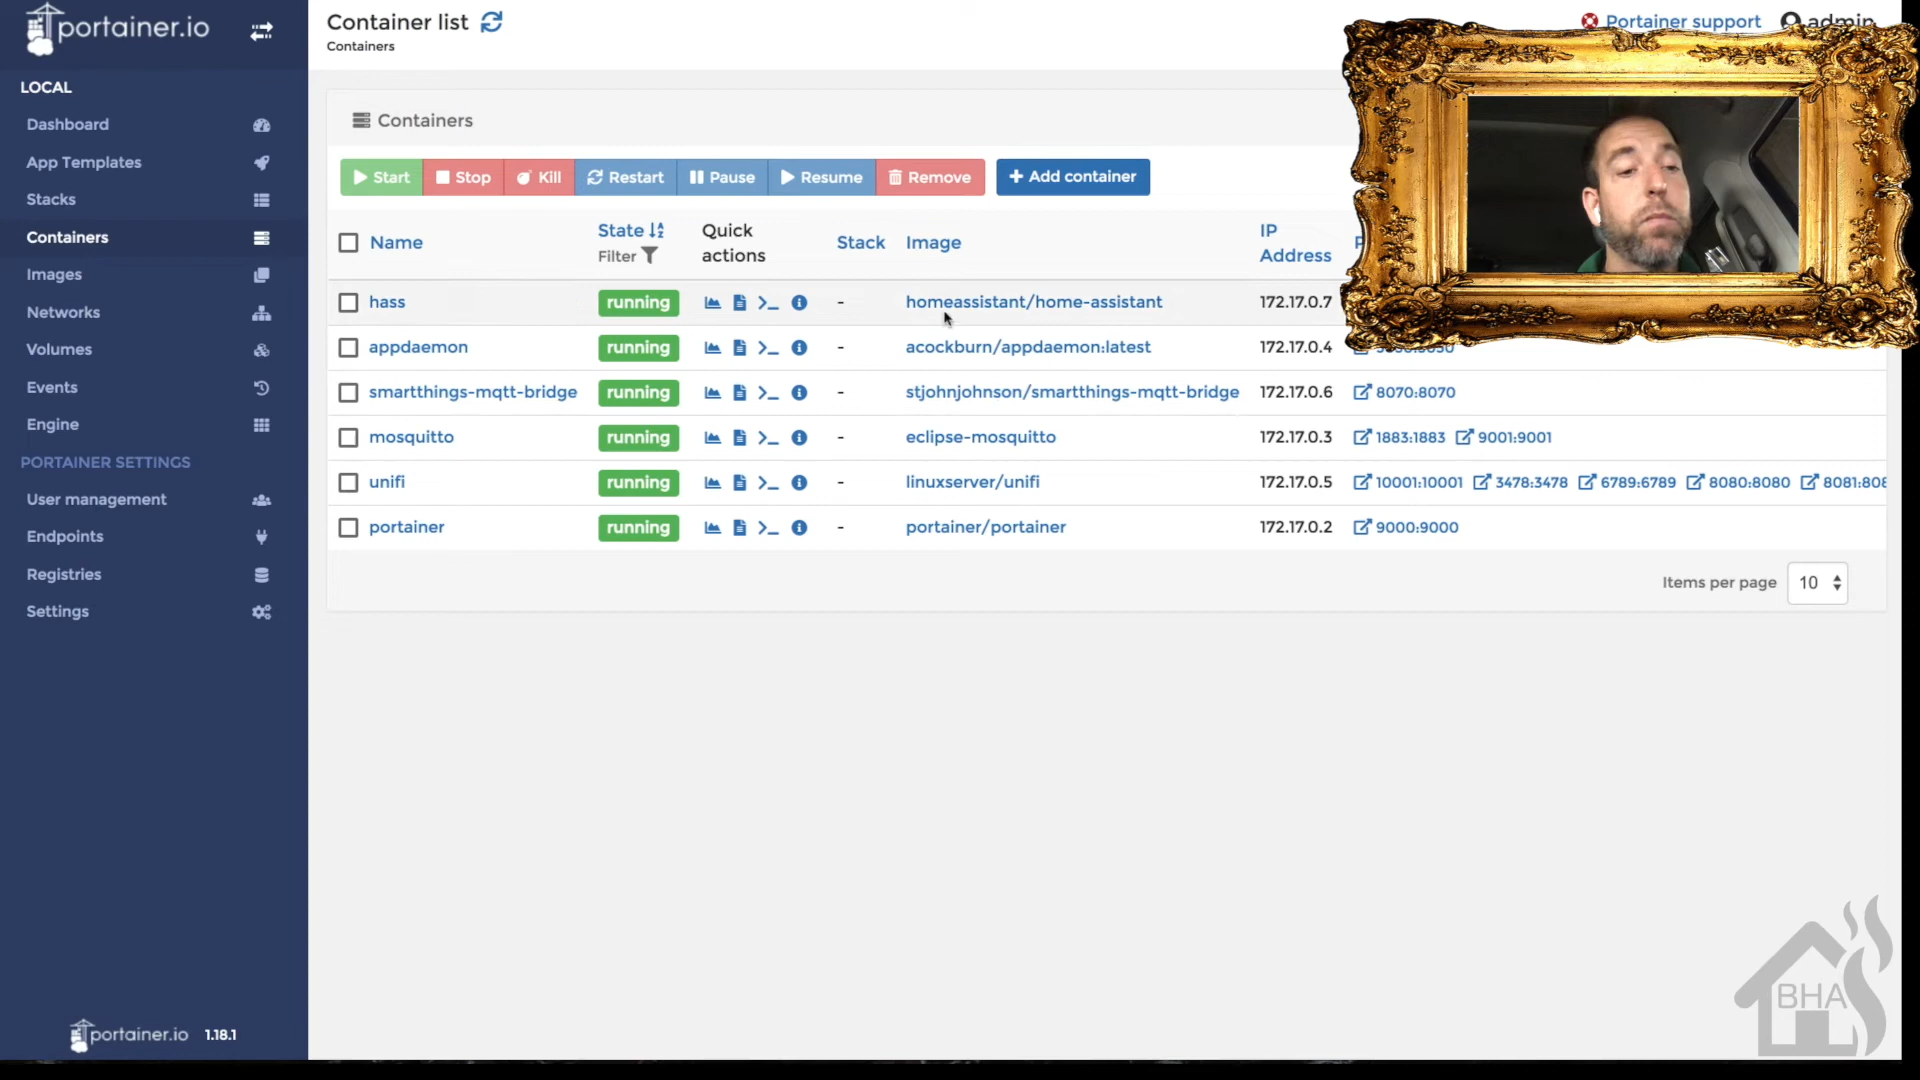 portainer.io
Container list
Portainer support
admin
Containers
LOCAL
Dashboard
App Templates
Stacks
Containers
Images
Networks
Volumes
Events
Engine
PORTAINER SETTINGS
User management
Endpoints
Registries
Settings
Containers
Start Stop Kill Restart Pause Resume Remove Add container
Name State Filter Quick actions Stack Image IP Address
hass running - homeassistant/home-assistant 172.17.0.7
appdaemon running - acockburn/appdaemon:latest 172.17.0.4
smartthings-mqtt-bridge running - stjohnjohnson/smartthings-mqtt-bridge 172.17.0.6 8070:8070
mosquitto running - eclipse-mosquitto 172.17.0.3 1883:1883 9001:9001
unifi running - linuxserver/unifi 172.17.0.5 10001:10001 3478:3478 6789:6789 8080:8080 8081:808
portainer running - portainer/portainer 172.17.0.2 9000:9000
Items per page 10
BHA
portainer.io 1.18.1